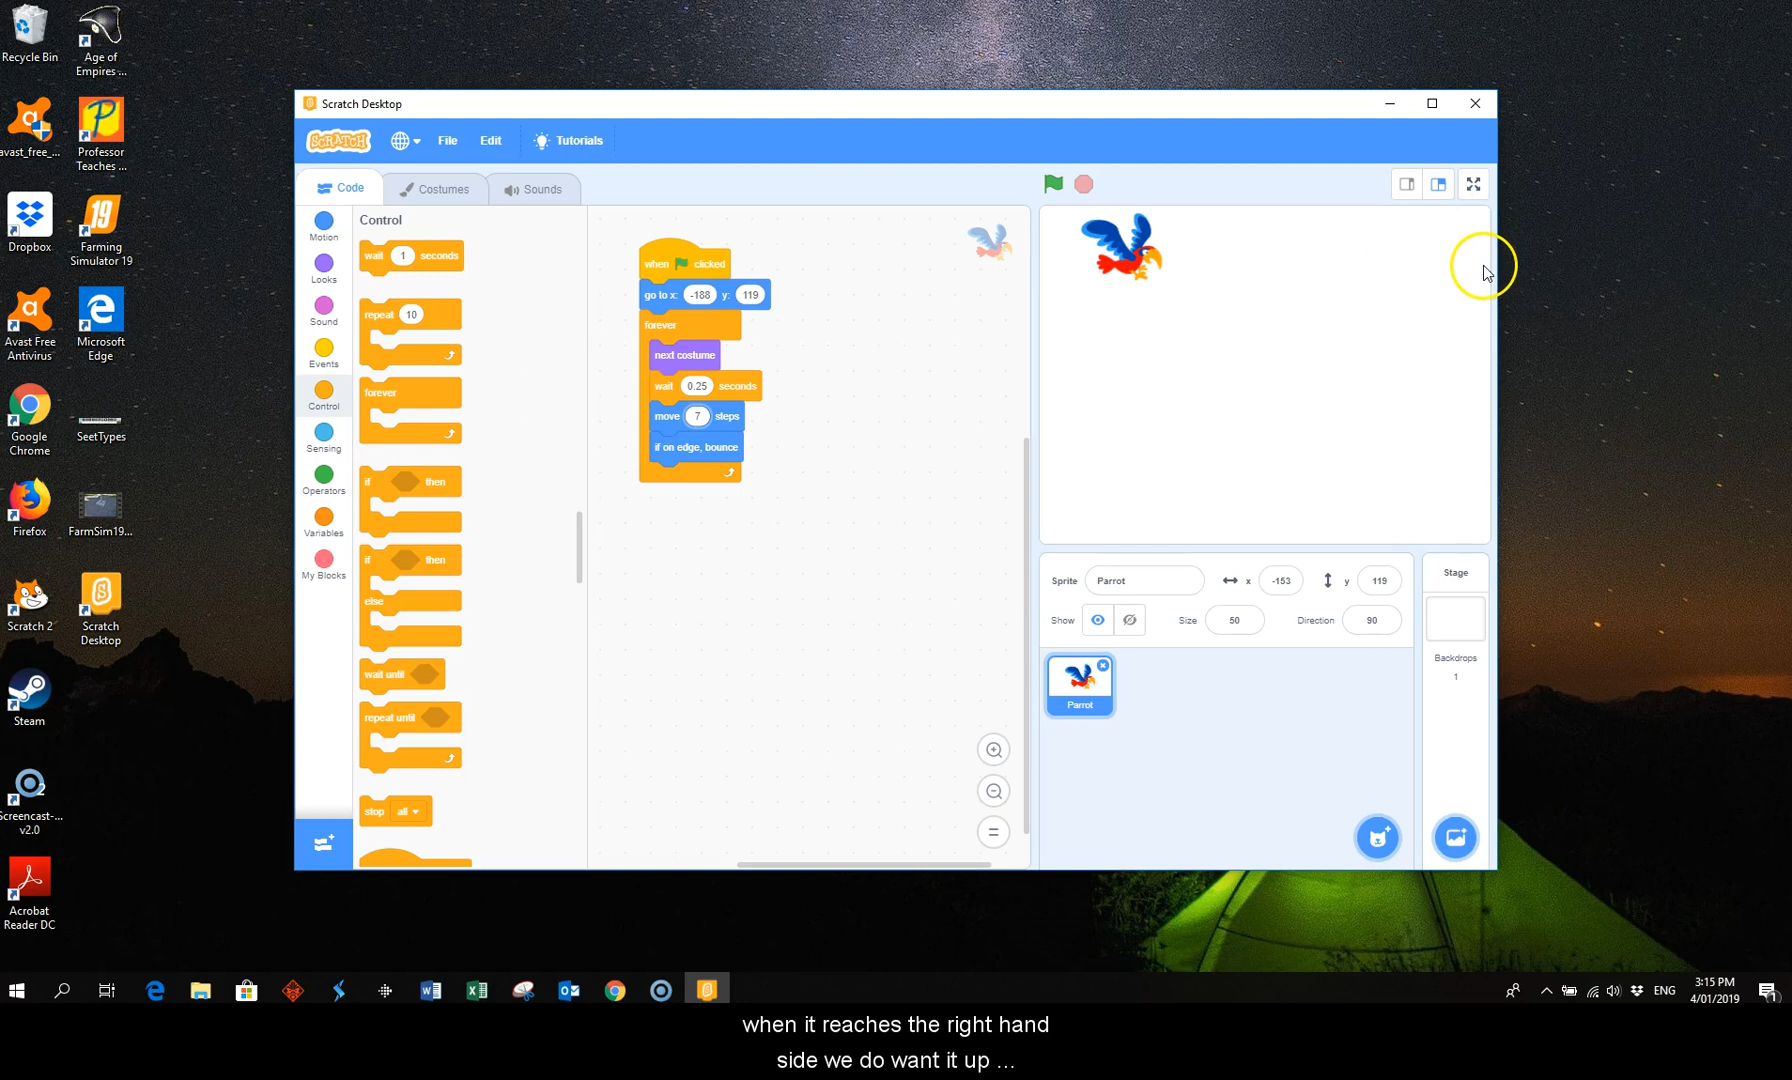 Recycle Bin
Age of
Empires ...
avast_free_...
Professor
Teaches ...
Dropbox
19
Farming
Simulator 19
Avast Free
Antivirus
Microsoft
Edge
Google
Chrome
SeetTypes
Firefox
FarmSim19...
Scratch 2
Scratch
Desktop
Steam
Screencast-...
v2.0
Acrobat
Reader DC
Scratch Desktop
SCRATCH
File
Edit
Tutorials
Code
Costumes
Sounds
Motion
Looks
Sound
Events
Control
Sensing
Operators
Variables
My Blocks
Control
wait 1 seconds
repeat 10
forever
if then
if then
else
wait until
repeat until
stop all
when clicked
go to x: -188 y: 119
forever
next costume
wait 0.25 seconds
move 7 steps
if on edge, bounce
Sprite Parrot x -153 y 119
Show Size 50 Direction 90
Parrot
Stage
Backdrops
1
ENG
3:15 PM
4/01/2019
when it reaches the right hand
side we do want it up ...